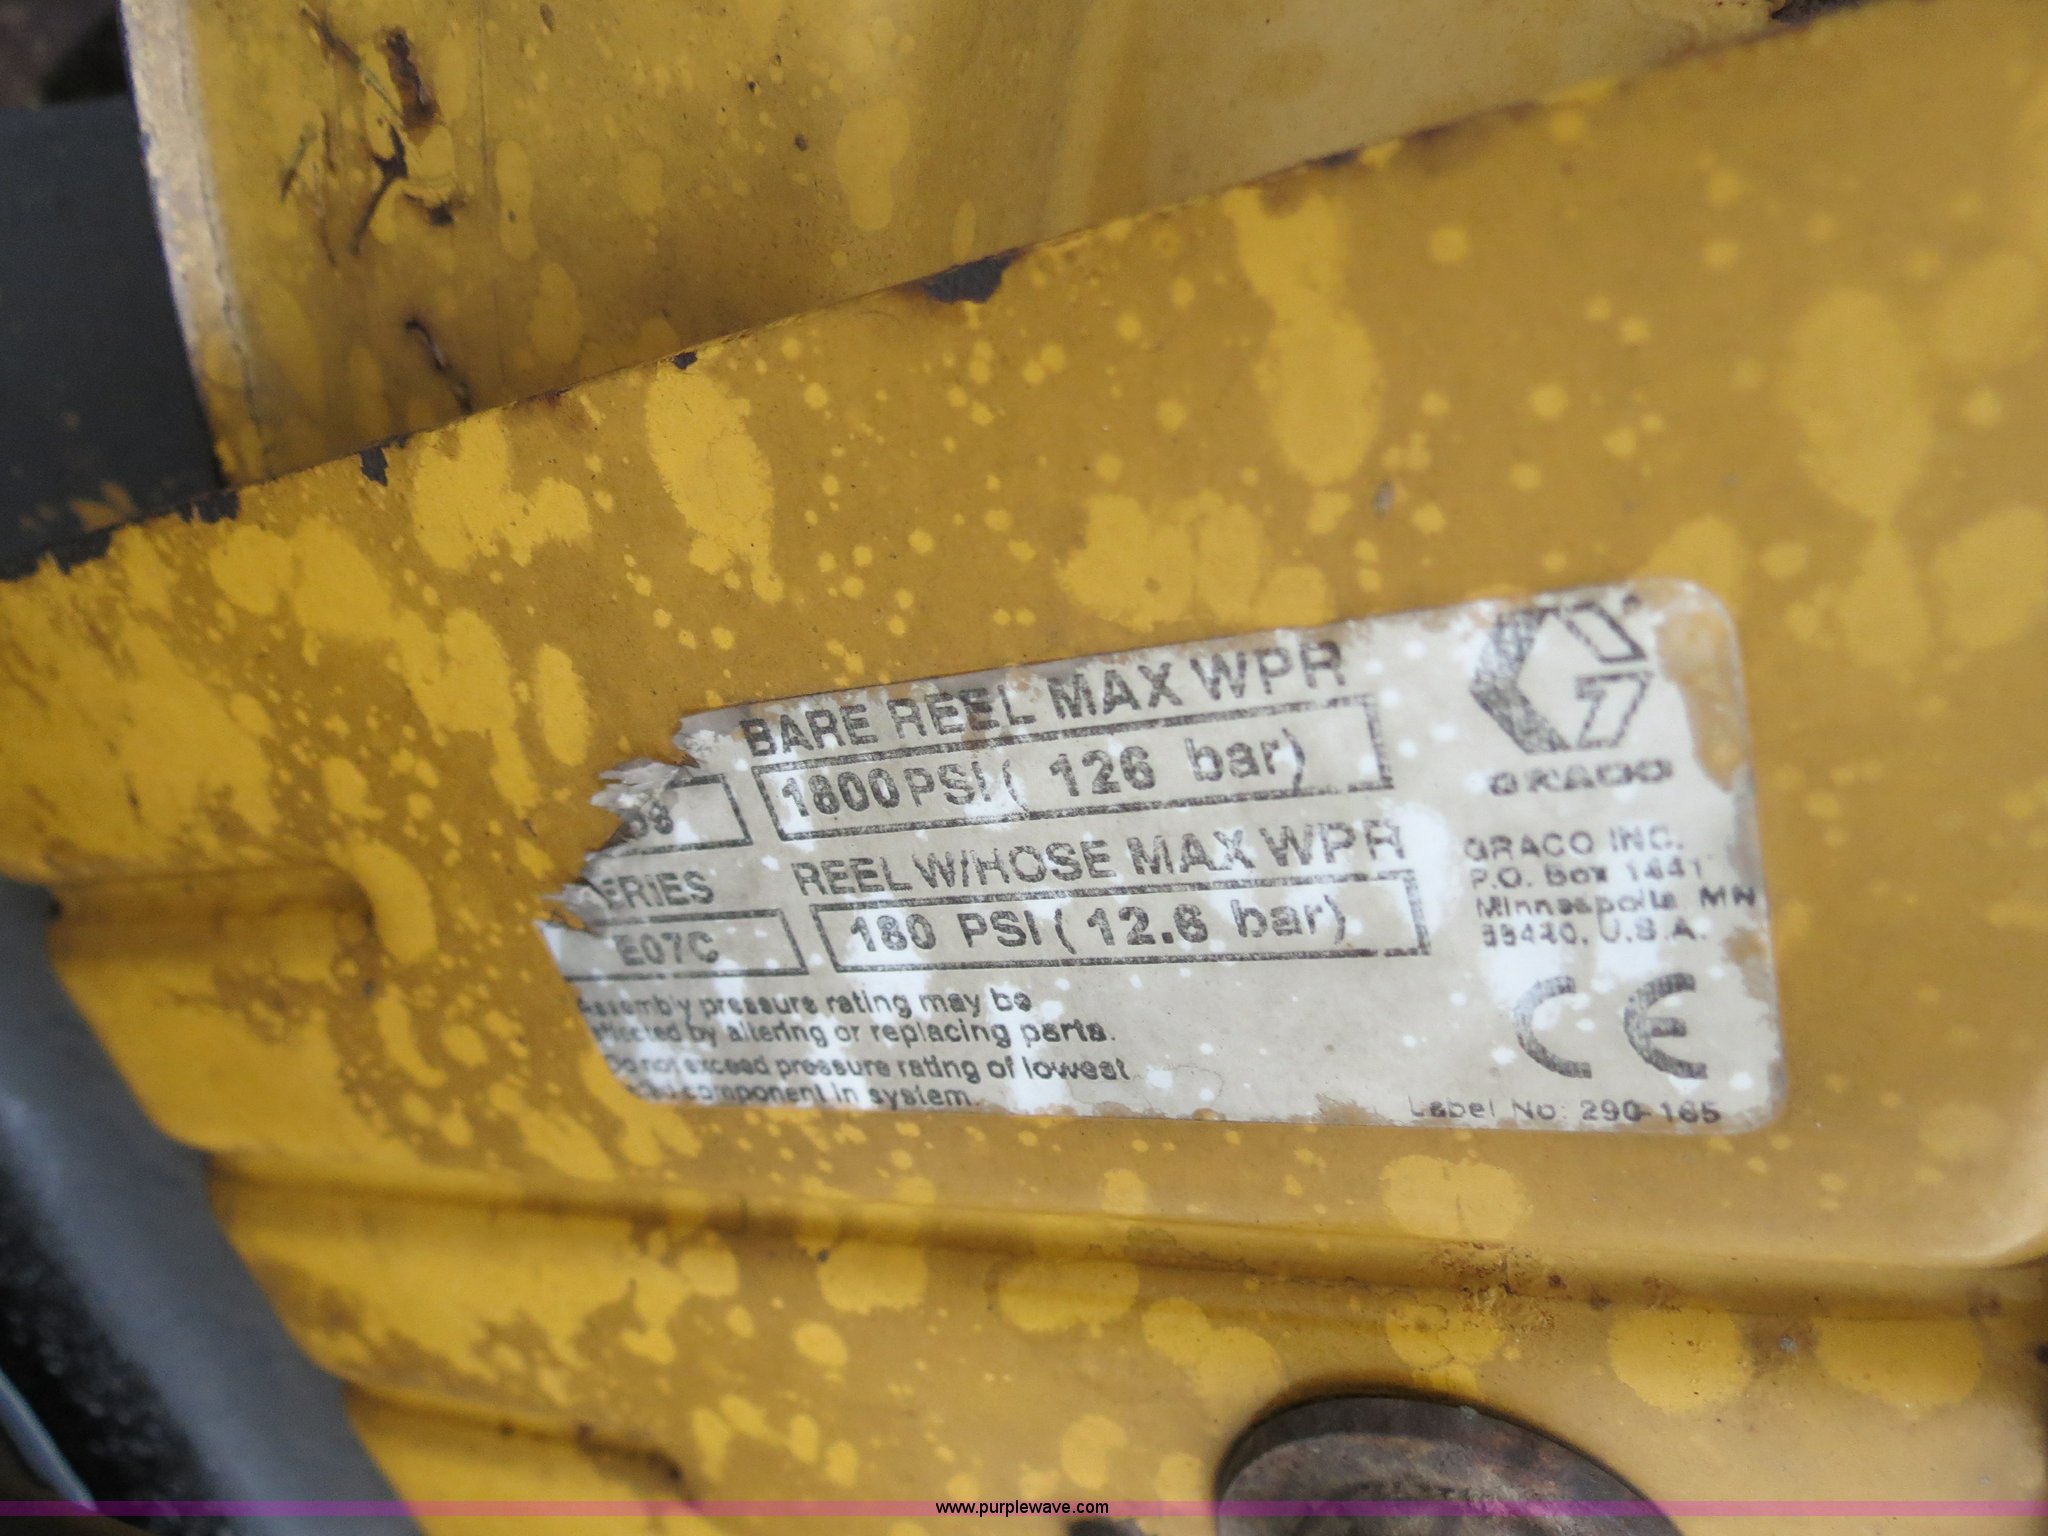 BARE REEL MAX WPR
1800 PSI ( 126 bar)
REEL W/HOSE MAX WPR
ERIES
E07C
180 PSI ( 12.6 bar)
Assembly pressure rating may be
by altering or replacing parts.
Do not exceed pressure rating of lowest
component in system.
GRACO
GRACO INC.
P.O. Box 1441
Minneapolis MN
55440, U.S.A.
CE
Label No: 290-165
www.purplewave.com